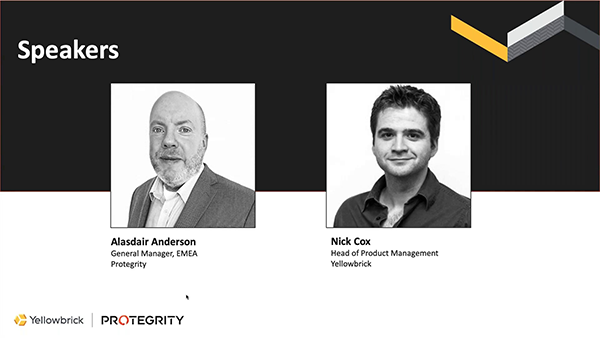 Speakers
Alasdair Anderson
General Manager, EMEA
Protegrity
Nick Cox
Head of Product Management
Yellowbrick
Yellowbrick | PROTEGRITY